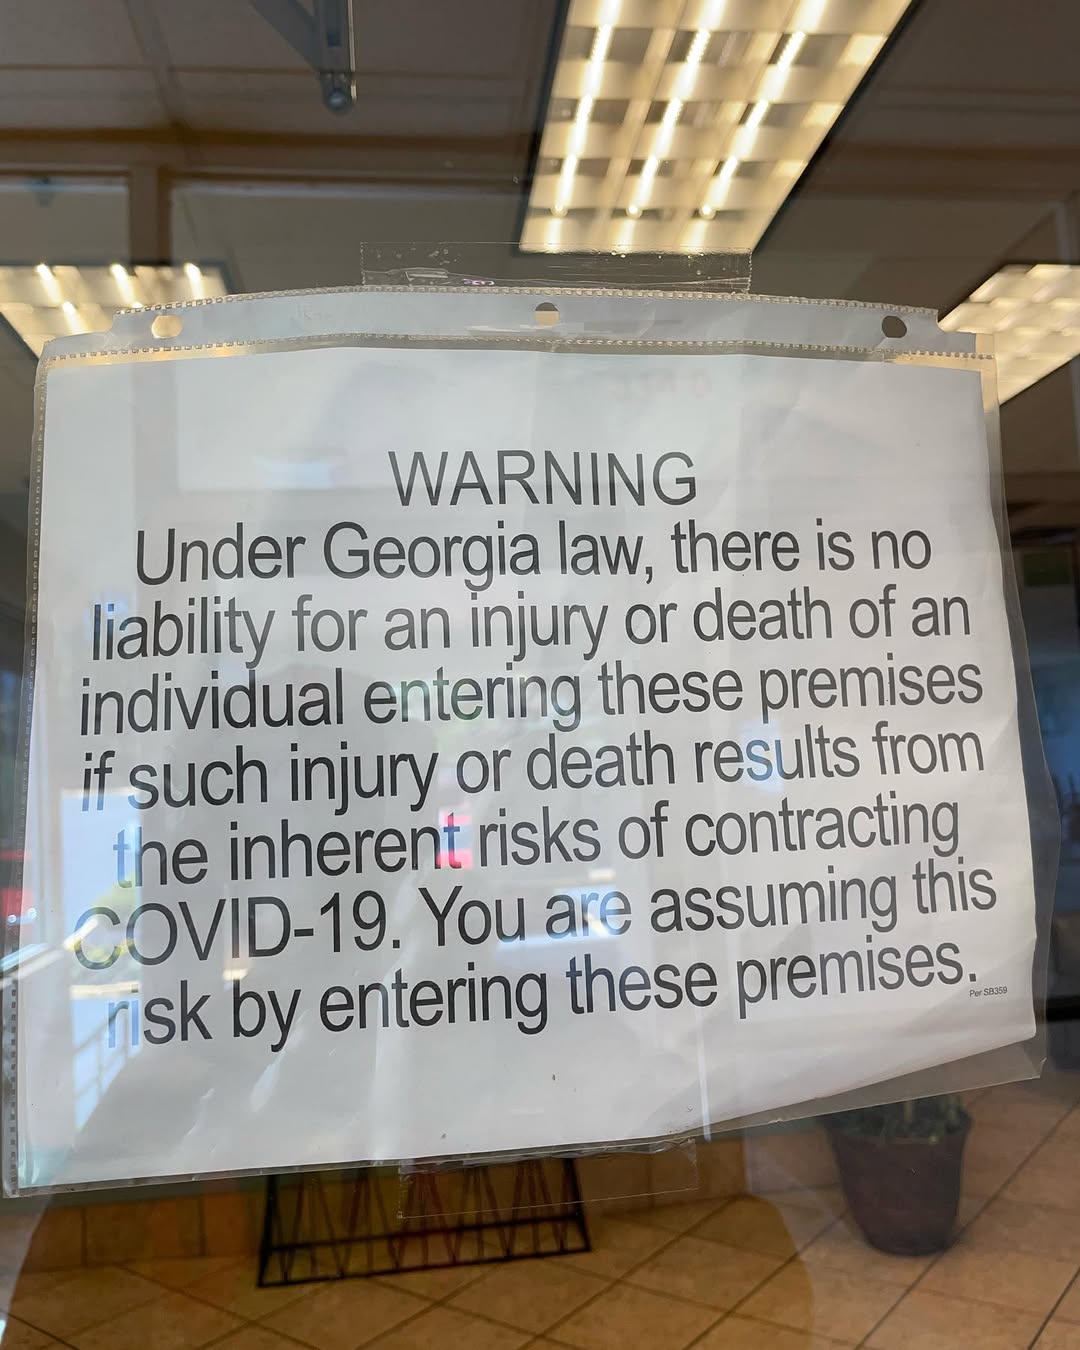 WARNING
Under Georgia law, there is no
liability for an injury or death of an
individual entering these premises
if such injury or death results from
the inherent risks of contracting
COVID-19. You are assuming this
risk by entering these premises.
Per SB359